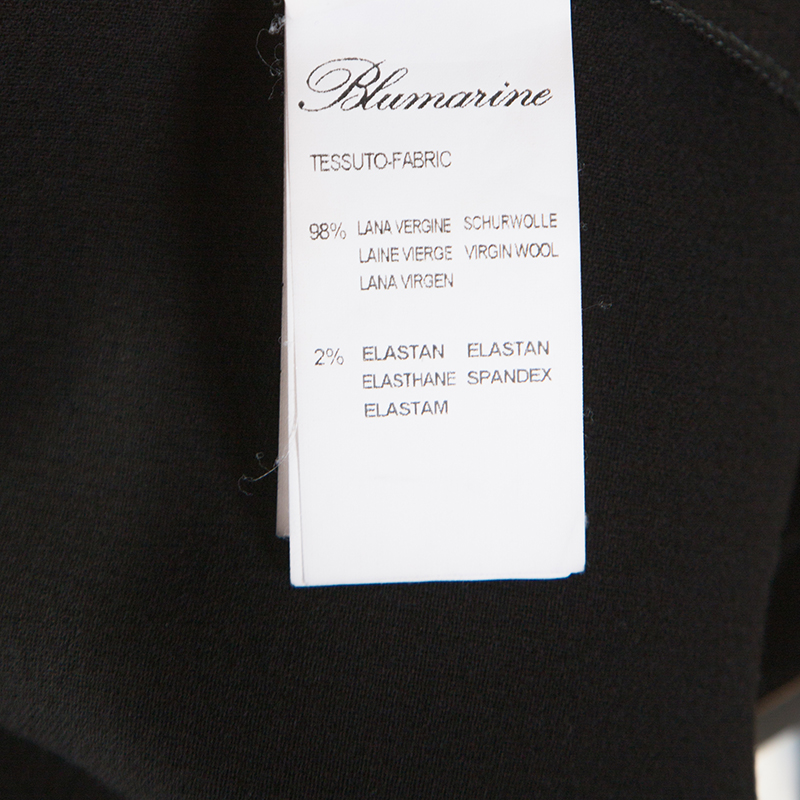 Blumarine
TESSUTO-FABRIC
98% LANA VERGINE SCHURWOLLE
LAINE VIERGE VIRGIN WOOL
LANA VIRGEN
2% ELASTAN ELASTAN
ELASTHANE SPANDEX
ELASTAM